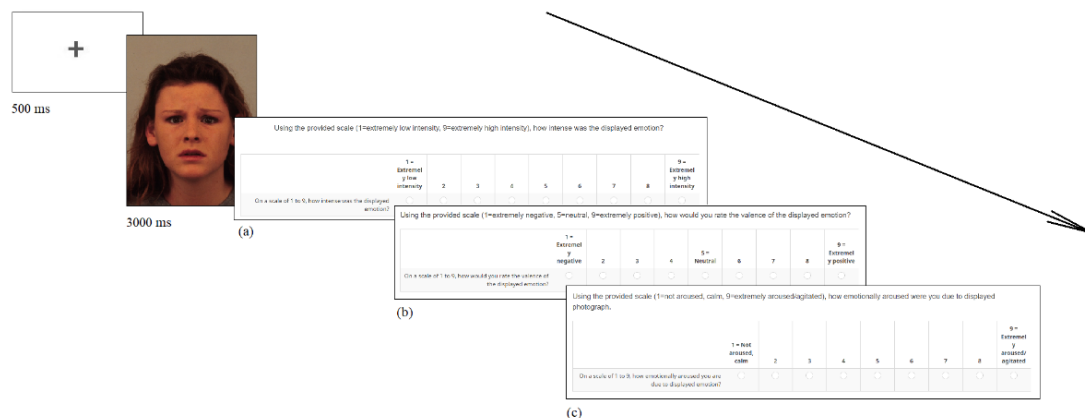 500 ms
3000 ms
Using the provided scale (1=extremely low intensity, 9=extremely high intensity), how intense was the displayed emotion?
1 =
Extremel
y low
intensity
2
3
4
5
6
7
8
9 =
Extremel
y high
intensity
On a scale of 1 to 9, how intense was the displayed
emotion?
(a)
Using the provided scale (1=extremely negative, 5=neutral, 9=extremely positive), how would you rate the valence of the displayed emotion?
1 =
Extremel
y
negative
2
3
4
5 =
Neutral
6
7
8
9 =
Extremel
y positive
On a scale of 1 to 9, how would you rate the valence of
the displayed emotion?
(b)
Using the provided scale (1=not aroused, calm, 9=extremely aroused/agitated), how emotionally aroused were you due to displayed
photograph.
1 = Not
aroused,
calm
2
3
4
5
6
7
8
9 =
Extremel
y
aroused/
agitated
On a scale of 1 to 9, how emotionally aroused you are
due to displayed emotion?
(c)